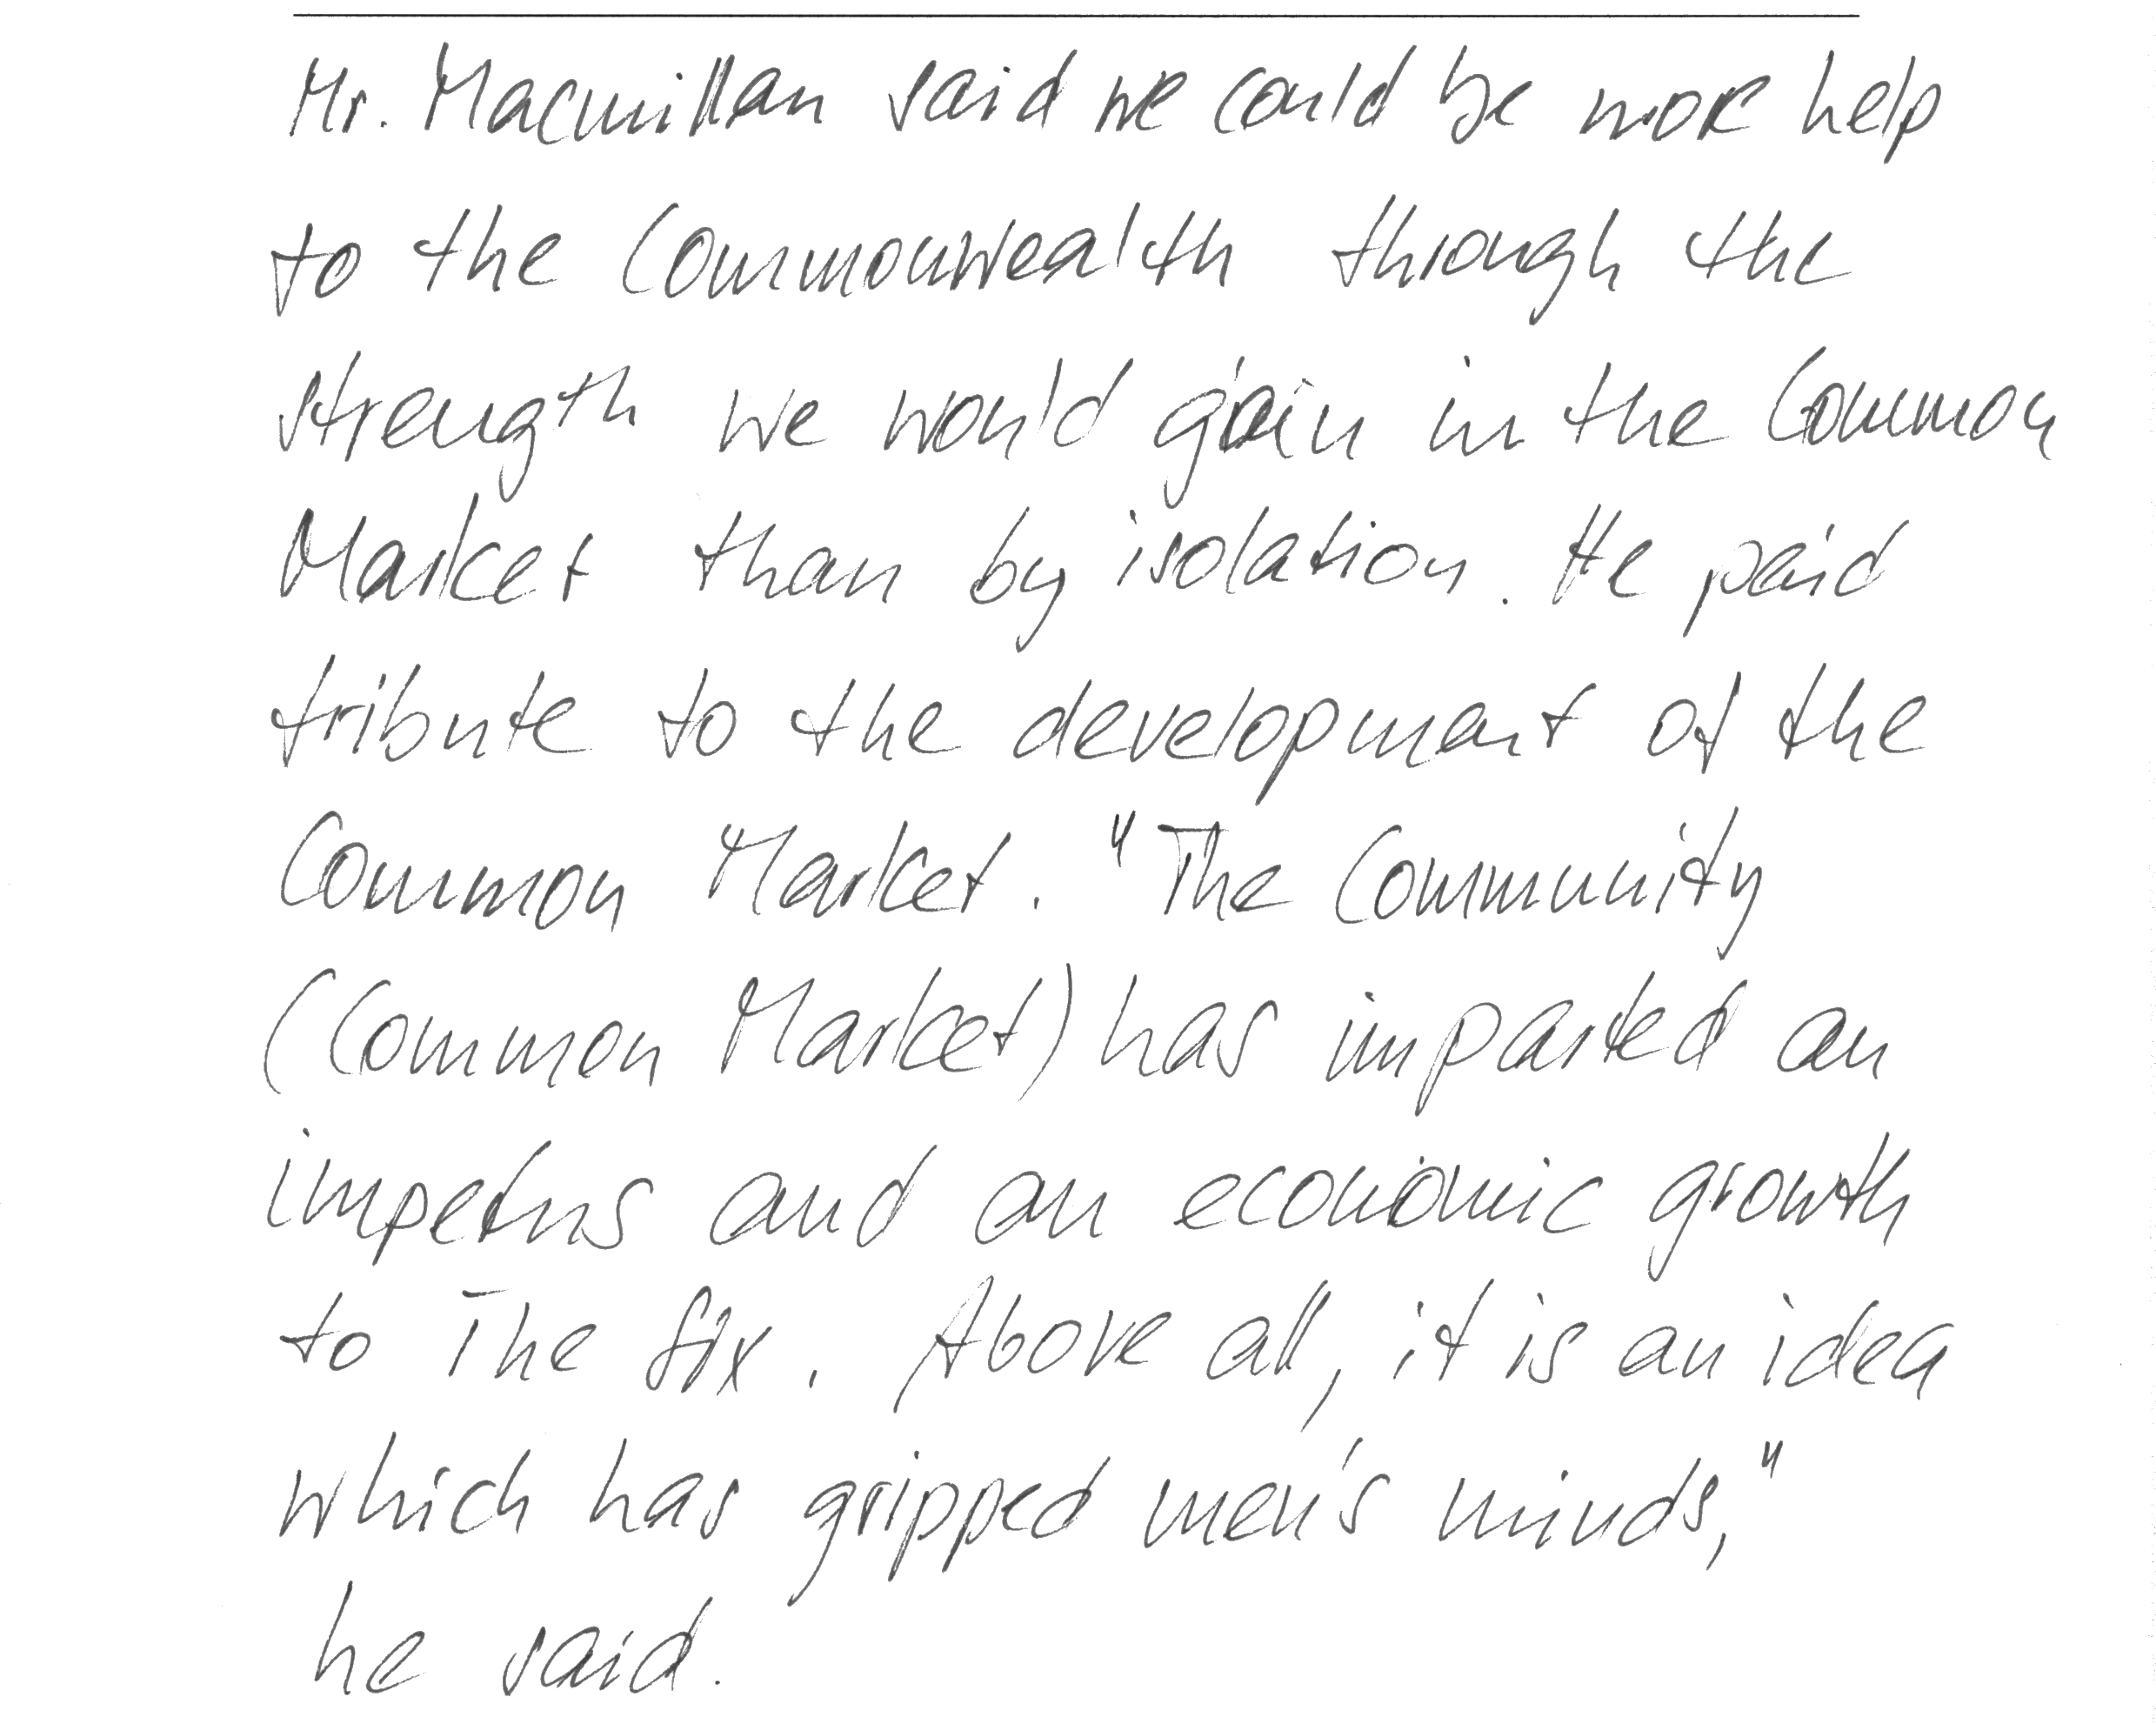 Mr. Macmillan said we could be more help
to the Commonwealth through the
strength we would gain in the Common
Market than by isolation. He paid
tribute to the development of the
Common Market. "The Community
(Common Market) has imparted an
impetus and an economic growth
to The Six. Above all, it is an idea
which has gripped men's minds,"
he said.